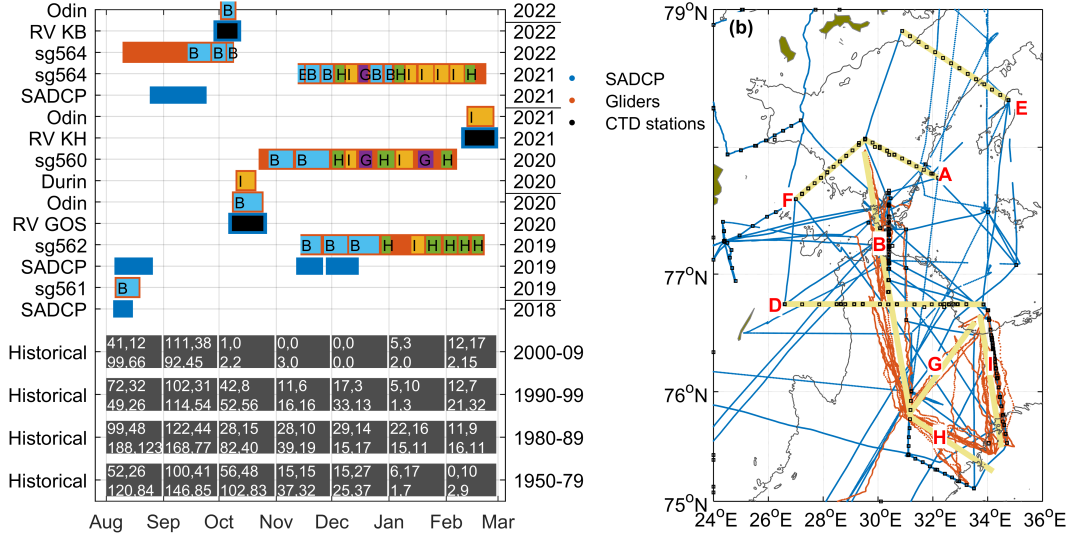 Odin B 2022
RV KB 2022
sg564 B B B 2022
sg564 B B B H I G B B H I I I I H 2021
SADCP 2021
Odin I 2021
RV KH 2021
sg560 B B H I G H I G H 2020
Durin I 2020
Odin B 2020
RV GOS 2020
sg562 B B B H I H H H H 2019
SADCP 2019
sg561 B 2019
SADCP 2018
41,12 111,38 1,0 0,0 0,0 5,3 12,17
Historical 2000-09
99.66 92.45 2.2 3.0 0.0 2.0 2,15
72,32 102,31 42,8 11,6 17,3 5,10 12,7
Historical 1990-99
49.26 114.54 52,56 16.16 33.13 1.3 21.32
99,48 122,44 28,15 28,10 29,14 22,16 11,9
Historical 1980-89
188,123 168.77 82.40 39.19 15.17 15.11 16.11
52,26 100,41 56,48 15,15 15,27 6,17 0,10
Historical 1950-79
120.84 146.85 102,83 37.32 25.37 1.7 2.9
Aug Sep Oct Nov Dec Jan Feb Mar
SADCP
Gliders
CTD stations
(b)
79°N
77°N
76°N
75°N
E
A
F
B
D
G
I
H
24°E 26°E 28°E 30°E 32°E 34°E 36°E